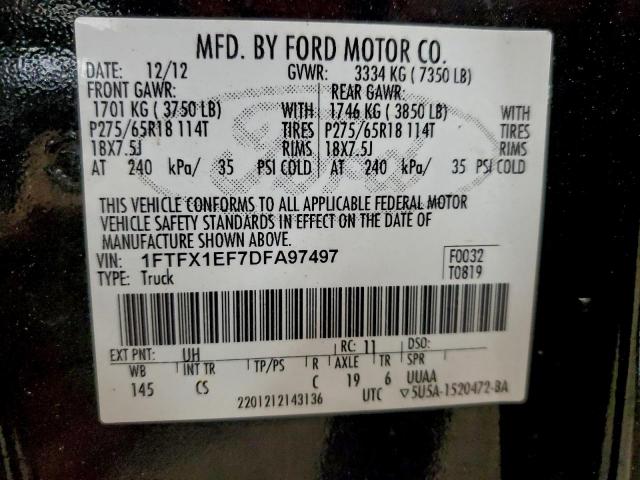 MFD. BY FORD MOTOR CO.
DATE: 12/12 GVWR: 3334 KG ( 7350 LB)
FRONT GAWR: REAR GAWR:
1701 KG ( 3750 LB) WITH 1746 KG ( 3850 LB) WITH
P275/65R18 114T TIRES P275/65R18 114T TIRES
18X7.5J RIMS 18X7.5J RIMS
AT 240 kPa/ 35 PSI COLD AT 240 kPa/ 35 PSI COLD
Ford
THIS VEHICLE CONFORMS TO ALL APPLICABLE FEDERAL MOTOR
VEHICLE SAFETY STANDARDS IN EFFECT ON THE DATE OF
MANUFACTURE SHOWN ABOVE.
VIN: 1FTFX1EF7DFA97497 F0032
TYPE: Truck T0819
EXT PNT: UH RC: 11 DSO:
WB INT TR TP/PS R AXLE TR SPR
145 CS C 19 6 UUAA
2201212143136 UTC ▽5U5A-1520472-BA